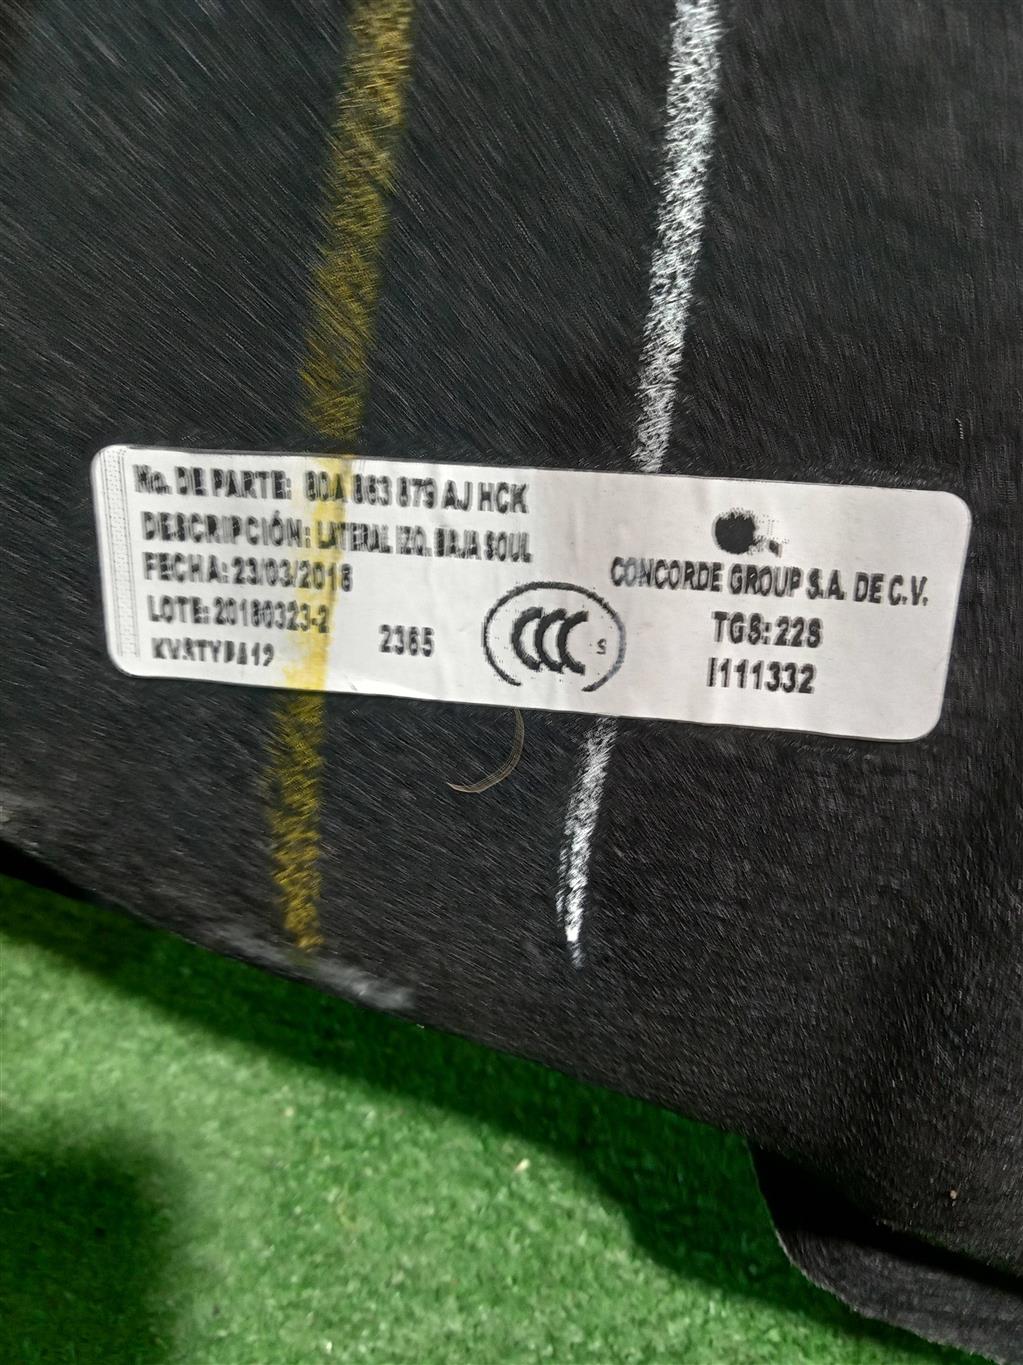 No. DE PARTE: 80A 863 879 AJ HCK
DESCRIPCIÓN: LATERAL IZQ. BAJA SOUL
FECHA: 23/03/2018
LOTE: 20180323-2
2365
CCC S
CONCORDE GROUP S.A. DE C.V.
TGS: 228
I111332